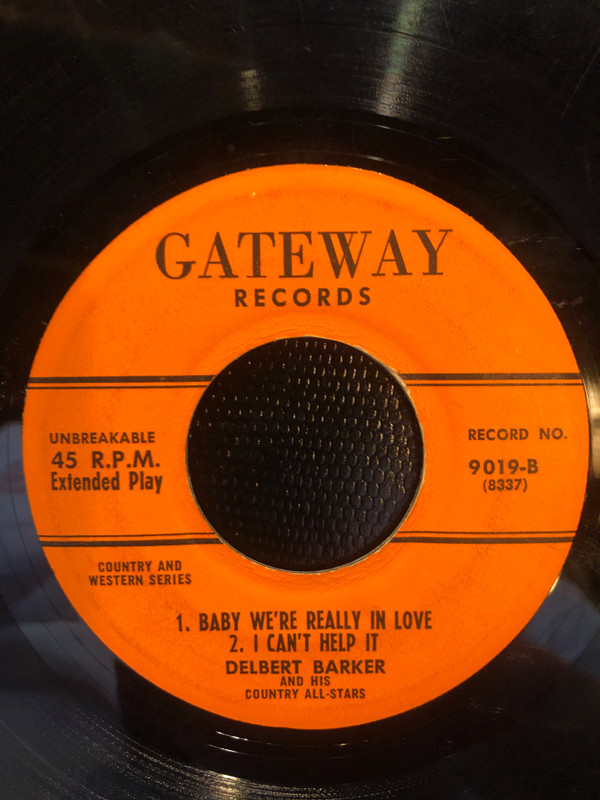 GATEWAY
RECORDS
UNBREAKABLE
45 R.P.M.
Extended Play
RECORD NO.
9019-B
(8337)
COUNTRY AND
WESTERN SERIES
1. BABY WE'RE REALLY IN LOVE
2. I CAN'T HELP IT
DELBERT BARKER
AND HIS
COUNTRY ALL-STARS